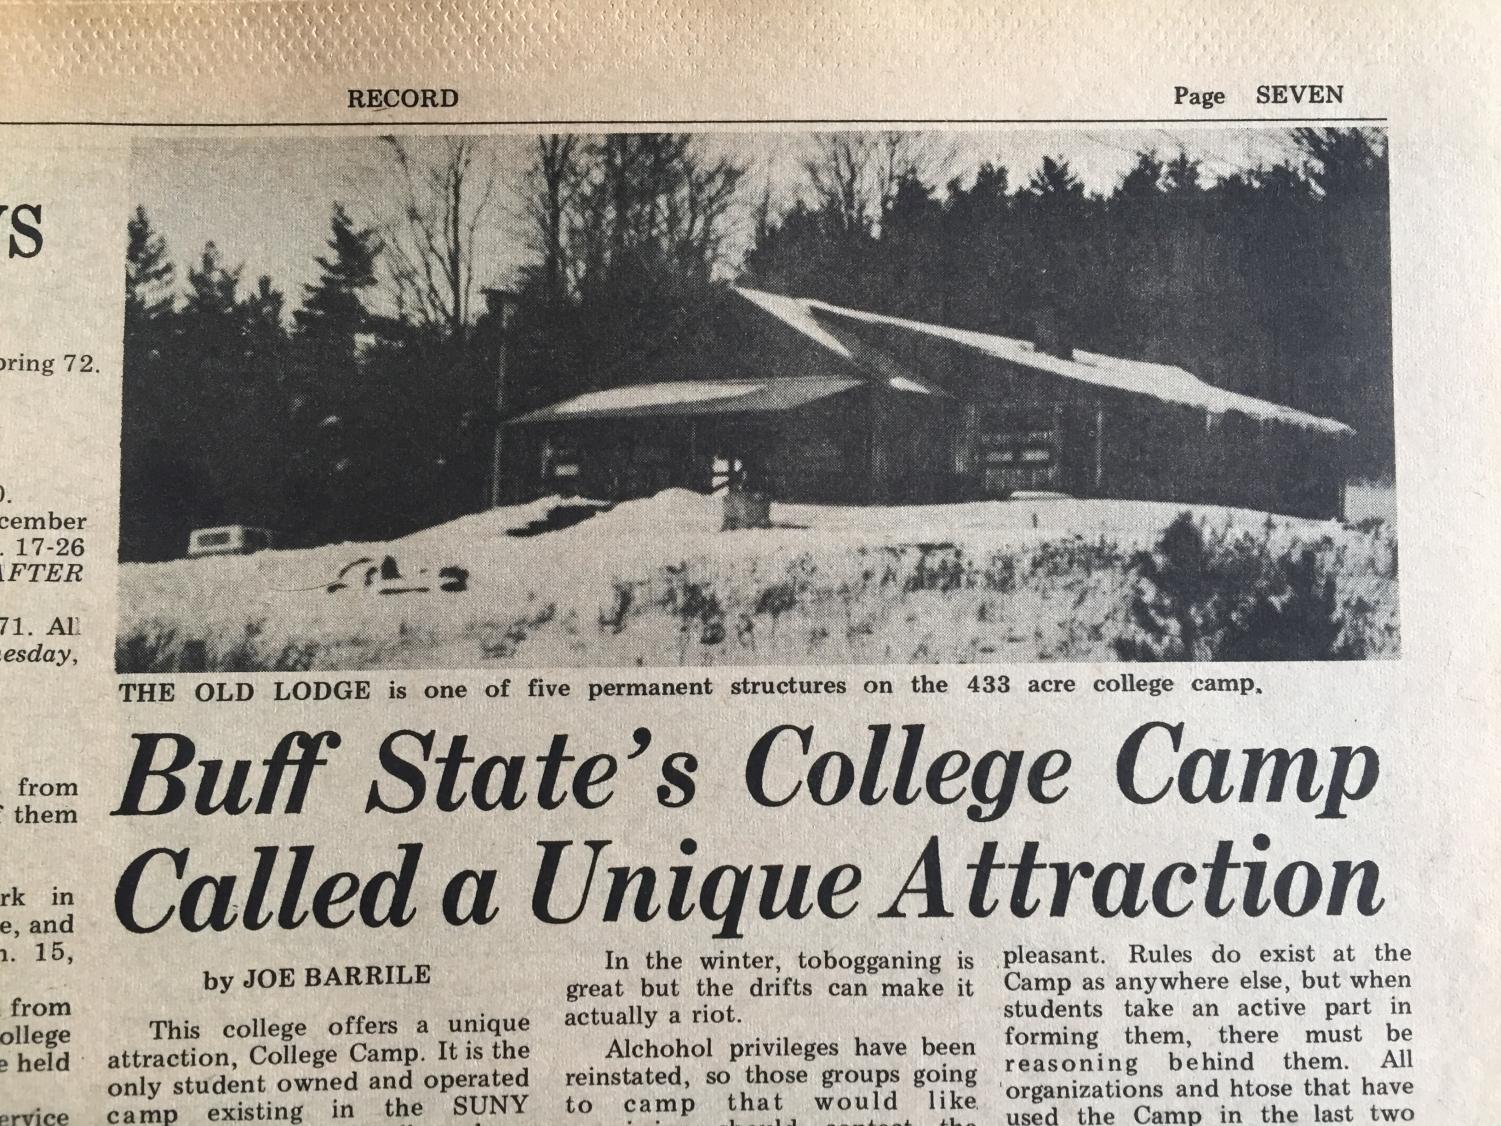 RECORD
Page SEVEN
YS
pring 72.
0.
cember
. 17-26
AFTER
71. All
nesday,
from
f them
rk in
e, and
n. 15,
from
ollege
e held
ervice
THE OLD LODGE is one of five permanent structures on the 433 acre college camp.
Buff State's College Camp
Called a Unique Attraction
by JOE BARRILE
This college offers a unique
attraction, College Camp. It is the
only student owned and operated
camp existing in the SUNY
In the winter, tobogganing is
great but the drifts can make it
actually a riot.
Alchohol privileges have been
reinstated, so those groups going
to camp that would like
pleasant. Rules do exist at the
Camp as anywhere else, but when
students take an active part in
forming them, there must be
reasoning behind them. All
organizations and htose that have
used the Camp in the last two